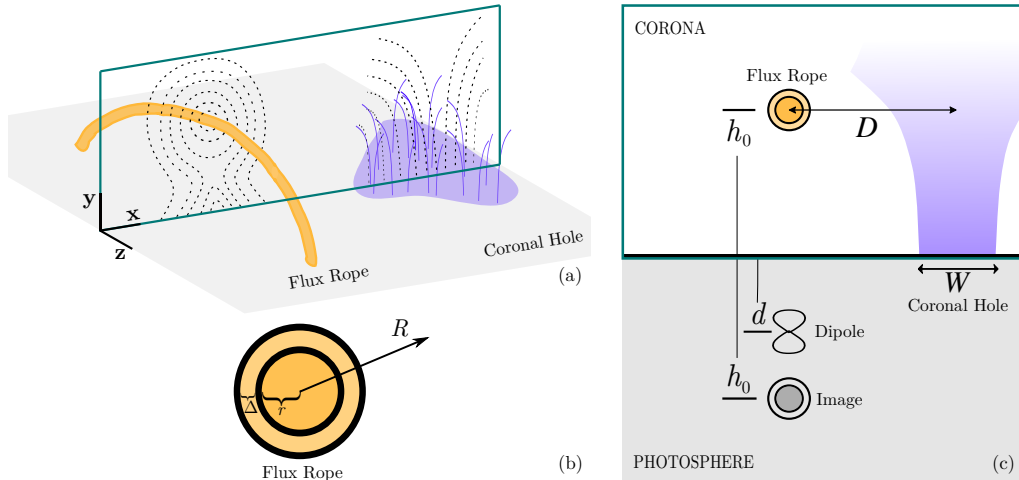 y
x
z
Flux Rope
Coronal Hole
(a)
R
Δ
r
Flux Rope
(b)
CORONA
Flux Rope
h₀
D
W
Coronal Hole
d
Dipole
h₀
Image
PHOTOSPHERE
(c)